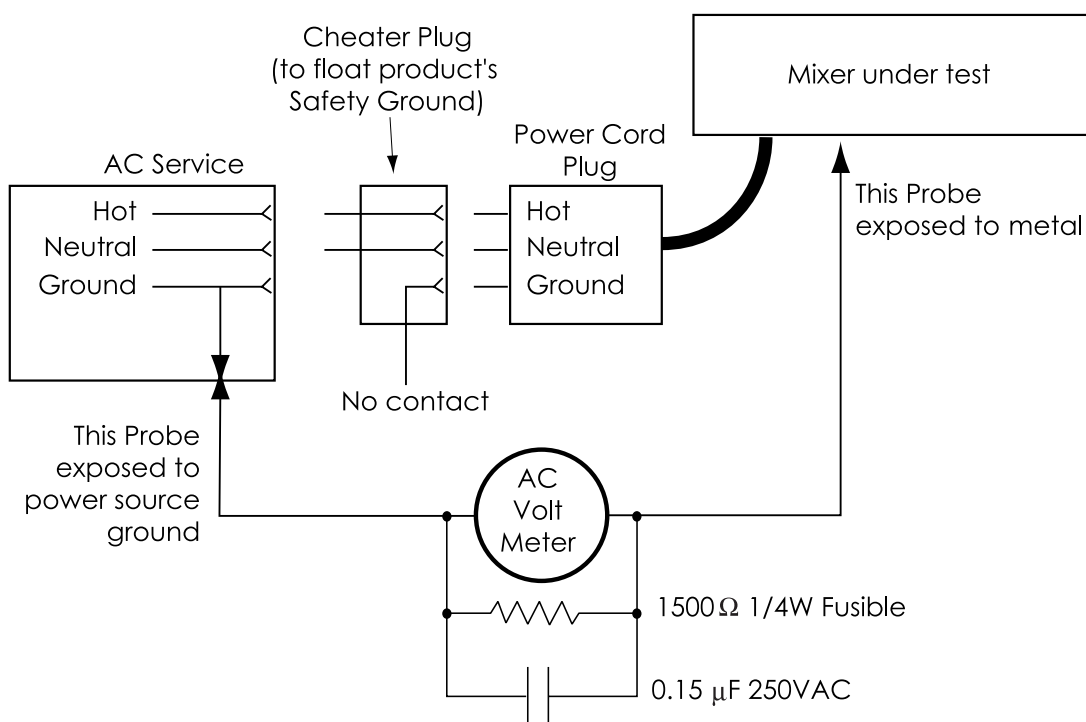 Cheater Plug
(to float product's
Safety Ground)
Mixer under test
Power Cord
Plug
AC Service
Hot
Neutral
Ground
Hot
Neutral
Ground
This Probe
exposed to metal
No contact
This Probe
exposed to
power source
ground
AC
Volt
Meter
1500Ω 1/4W Fusible
0.15 µF 250VAC